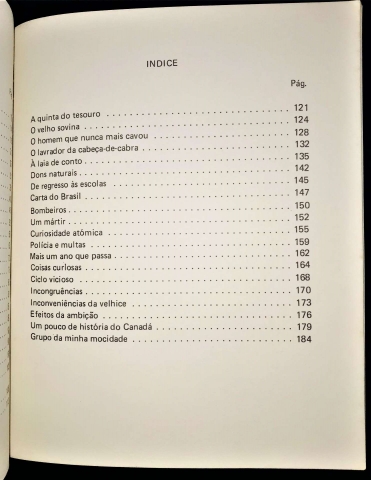 INDICE
Pág.
A quinta do tesouro . . . . . . . . . . . . . . . . . . . . . . . . . . . . . . 121
O velho sovina . . . . . . . . . . . . . . . . . . . . . . . . . . . . . . 124
O homem que nunca mais cavou . . . . . . . . . . . . . . . . . . . . 128
O lavrador da cabeça-de-cabra . . . . . . . . . . . . . . . . . . . . 132
À laia de conto . . . . . . . . . . . . . . . . . . . . . . . . . . . . . . 135
Dons naturais . . . . . . . . . . . . . . . . . . . . . . . . . . . . . . 142
De regresso às escolas . . . . . . . . . . . . . . . . . . . . . . . . . . 145
Carta do Brasil . . . . . . . . . . . . . . . . . . . . . . . . . . . . . . 147
Bombeiros . . . . . . . . . . . . . . . . . . . . . . . . . . . . . . 150
Um mártir . . . . . . . . . . . . . . . . . . . . . . . . . . . . . . 152
Curiosidade atômica . . . . . . . . . . . . . . . . . . . . . . . . . . 155
Polícia e multas . . . . . . . . . . . . . . . . . . . . . . . . . . . . 159
Mais um ano que passa . . . . . . . . . . . . . . . . . . . . . . . . . 162
Coisas curiosas . . . . . . . . . . . . . . . . . . . . . . . . . . . . 164
Ciclo vicioso . . . . . . . . . . . . . . . . . . . . . . . . . . . . . . 168
Incongruências . . . . . . . . . . . . . . . . . . . . . . . . . . . . 170
Inconveniências da velhice . . . . . . . . . . . . . . . . . . . . . . 173
Efeitos da ambição . . . . . . . . . . . . . . . . . . . . . . . . . . 176
Um pouco de história do Canadá . . . . . . . . . . . . . . . . . . . 179
Grupo da minha mocidade . . . . . . . . . . . . . . . . . . . . . . . 184